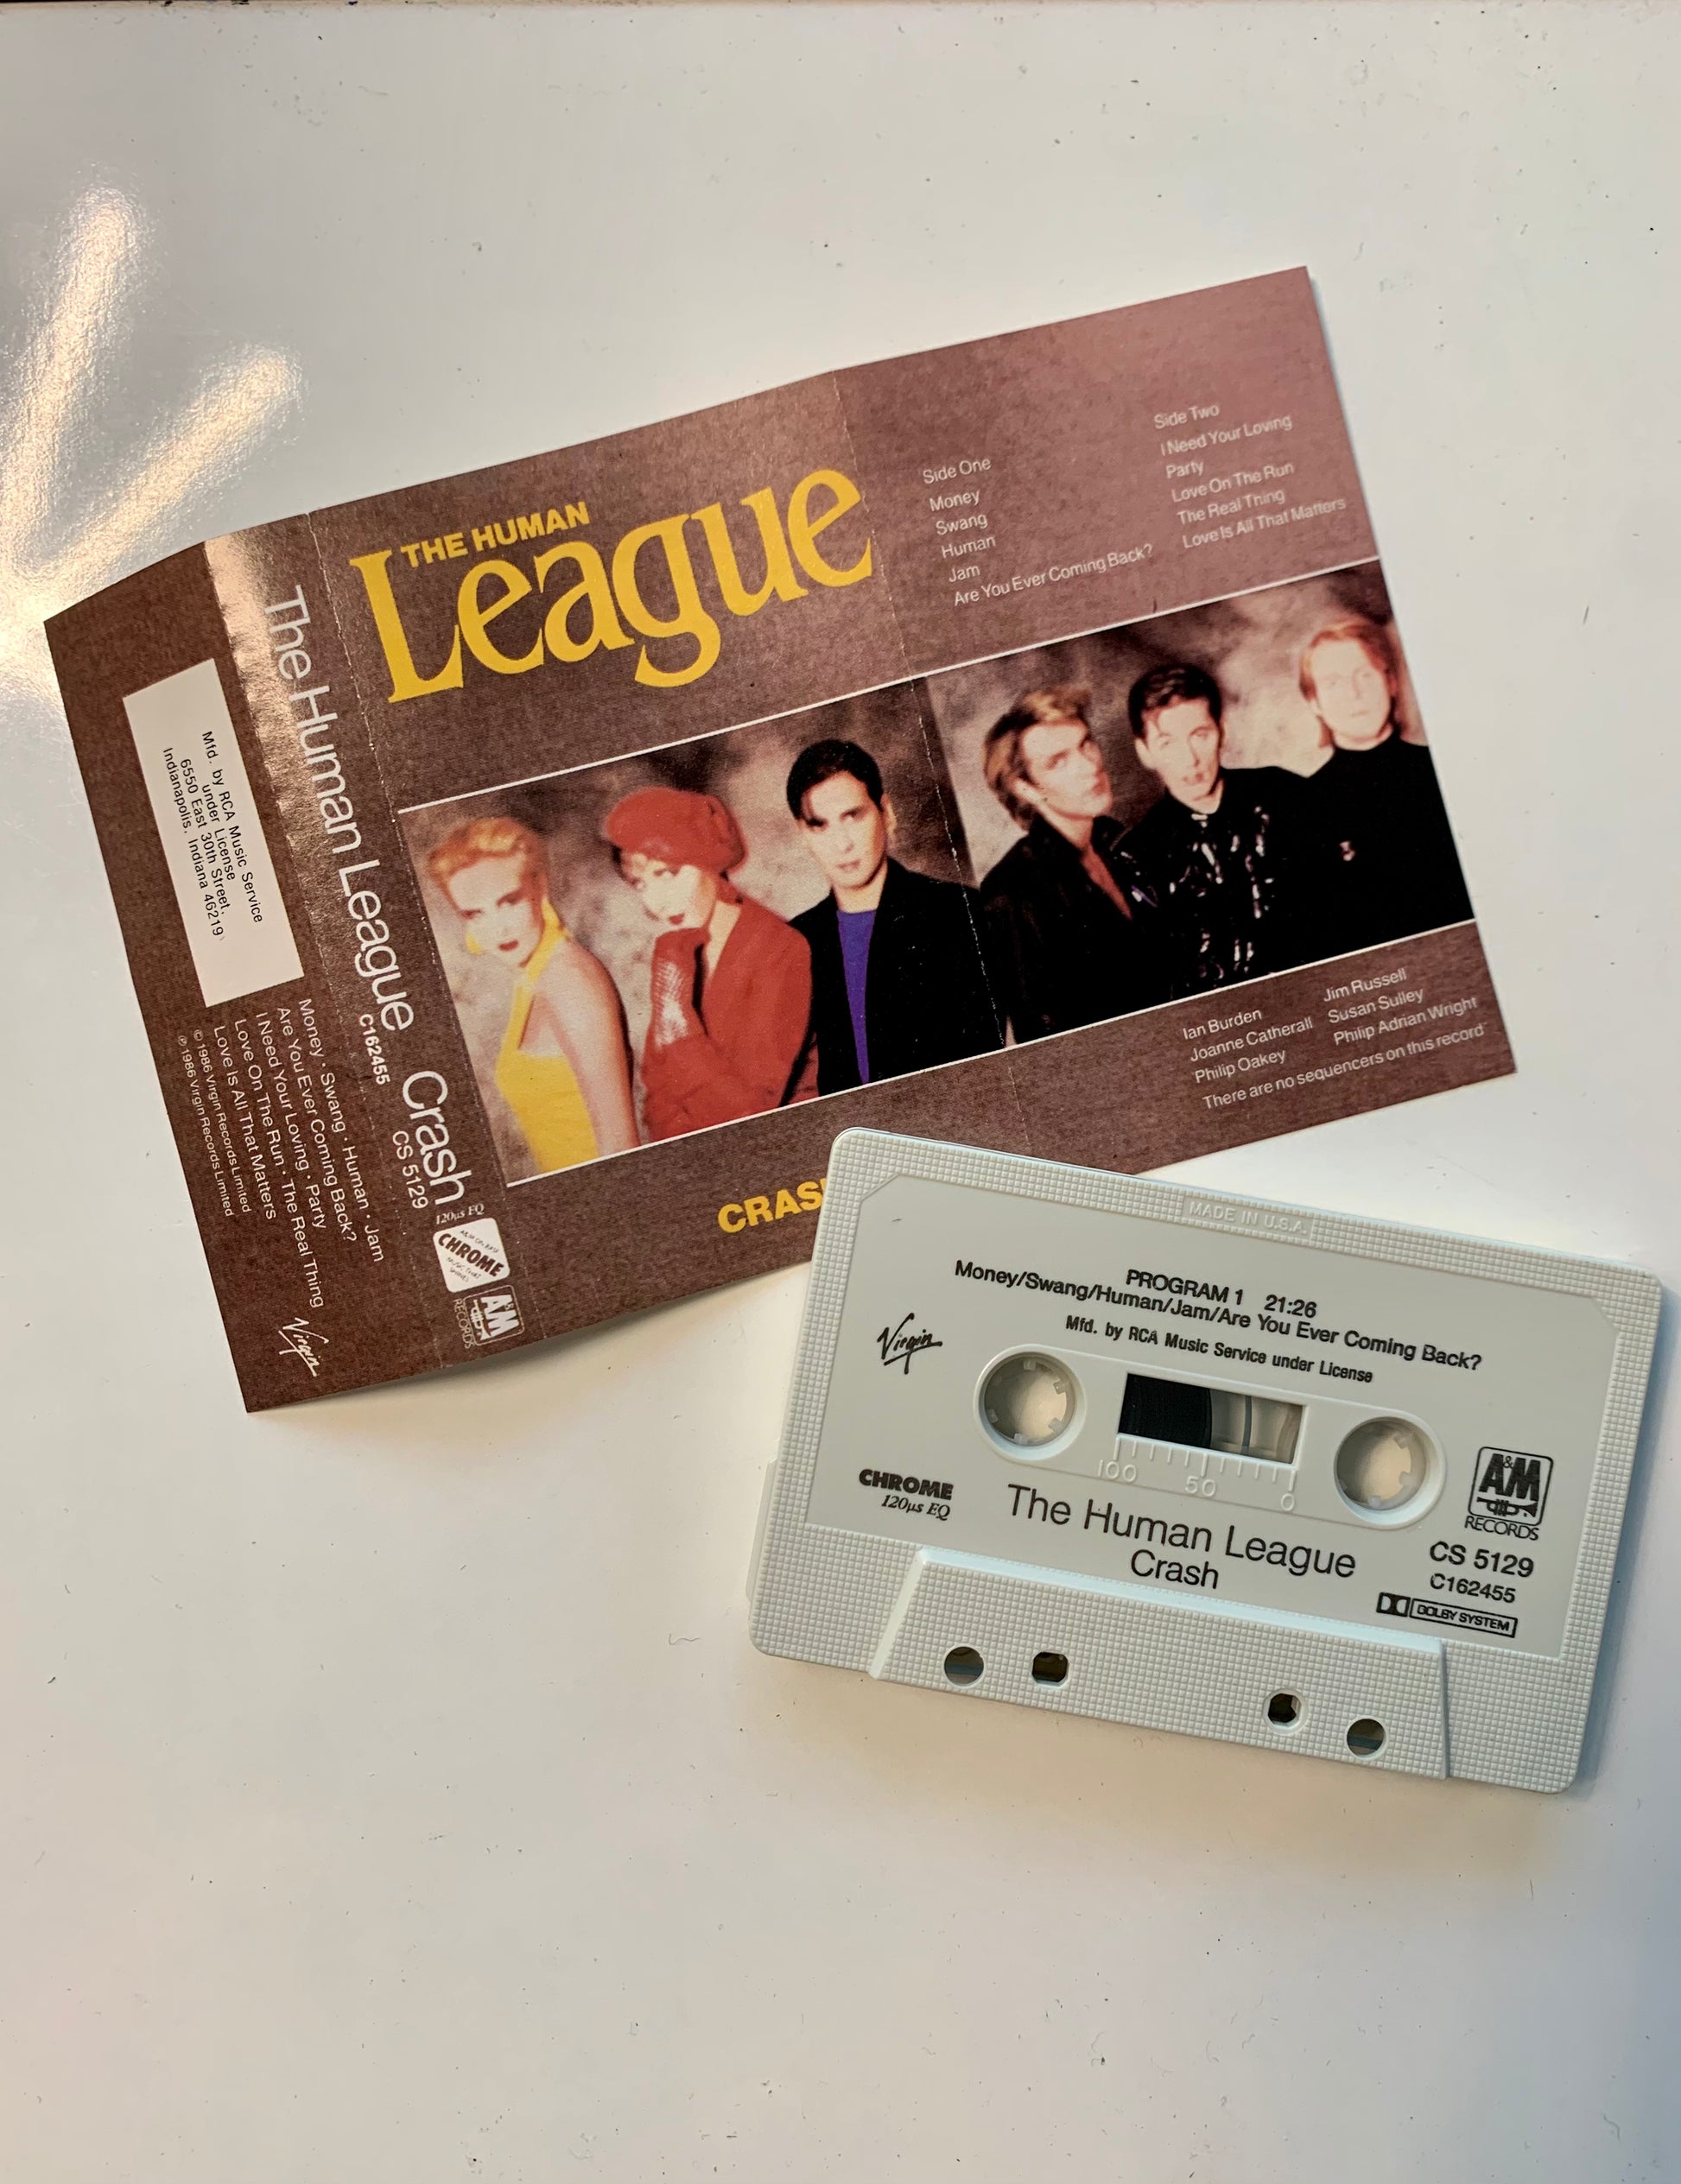 THE HUMAN
League
Side One
Money
Swang
Human
Jam
Are You Ever Coming Back?
Side Two
I Need Your Loving
Party
Love On The Run
The Real Thing
Love Is All That Matters
Ian Burden
Joanne Catherall
Philip Oakey
Jim Russell
Susan Sulley
Philip Adrian Wright
There are no sequencers on this record
CRAS
The Human League Crash
C162455
CS 5129
120µs EQ
CHROME
A&M
RECORDS
Mfd. by RCA Music Service
under License
6550 East 30th Street,
Indianapolis, Indiana 46219
Money · Swang · Human · Jam
Are You Ever Coming Back?
I Need Your Loving · Party
Love On The Run · The Real Thing
Love Is All That Matters
© 1986 Virgin Records Limited
℗ 1986 Virgin Records Limited
Virgin
MADE IN U.S.A.
PROGRAM 1 21:26
Money/Swang/Human/Jam/Are You Ever Coming Back?
Mfd. by RCA Music Service under License
Virgin
100 50 0
CHROME
120µs EQ
The Human League
Crash
A&M
RECORDS
CS 5129
C162455
DOLBY SYSTEM